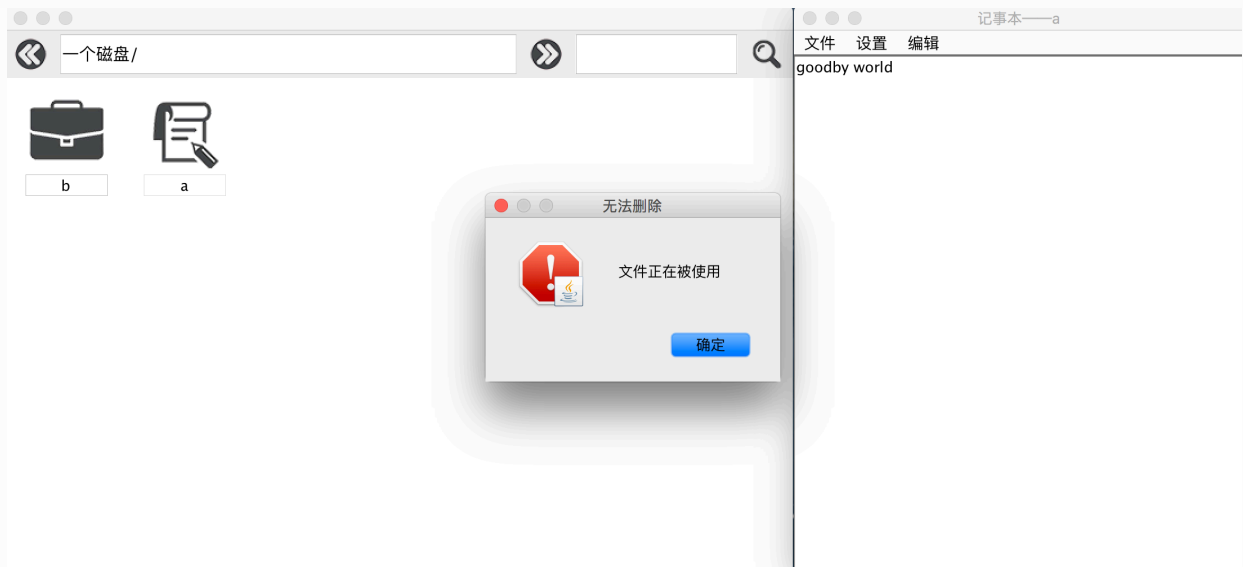 一个磁盘/
b
a
无法删除
文件正在被使用
确定
记事本——a
文件 设置 编辑
goodby world